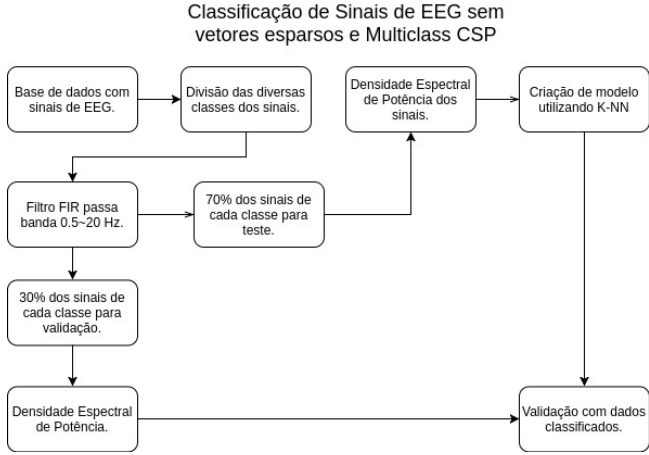 Classificação de Sinais de EEG sem
vetores esparsos e Multiclass CSP
Base de dados com
sinais de EEG.
Divisão das diversas
classes dos sinais.
Densidade Espectral
de Potência dos
sinais.
Criação de modelo
utilizando K-NN
Filtro FIR passa
banda 0.5~20 Hz.
70% dos sinais de
cada classe para
teste.
30% dos sinais de
cada classe para
validação.
Densidade Espectral
de Potência.
Validação com dados
classificados.